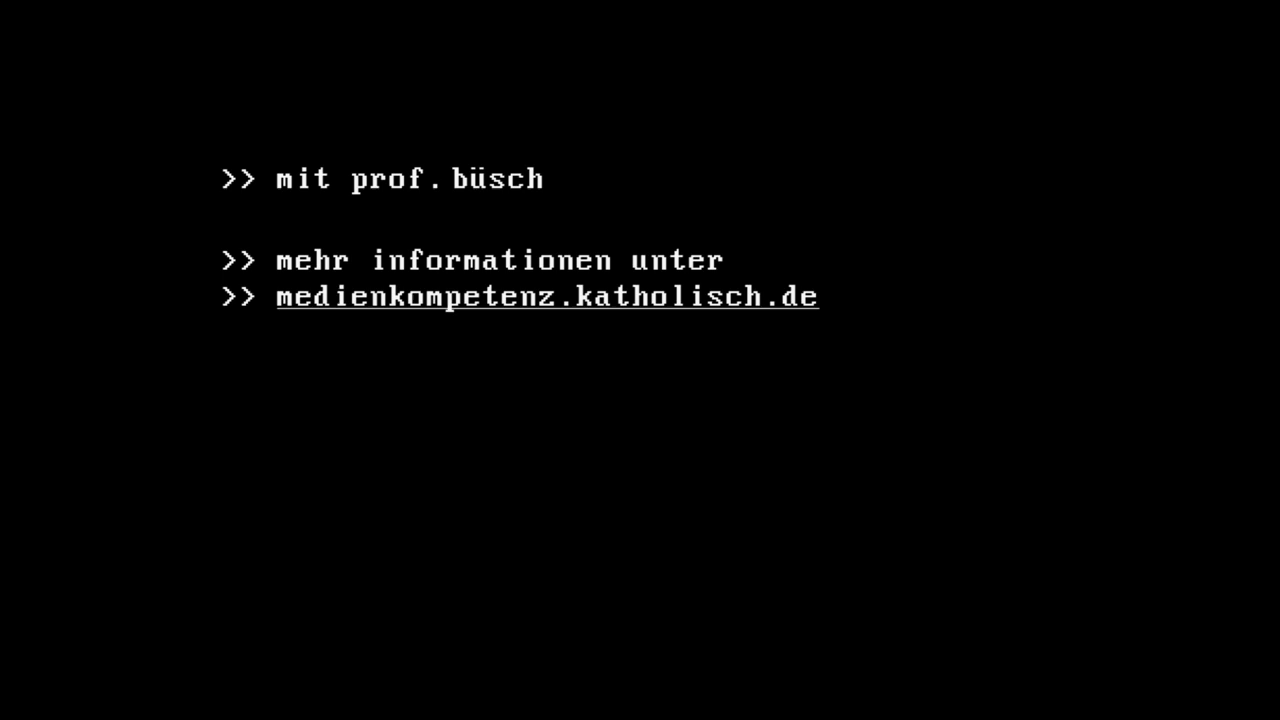 >> mit prof.büsch
>> mehr informationen unter
>> medienkompetenz.katholisch.de